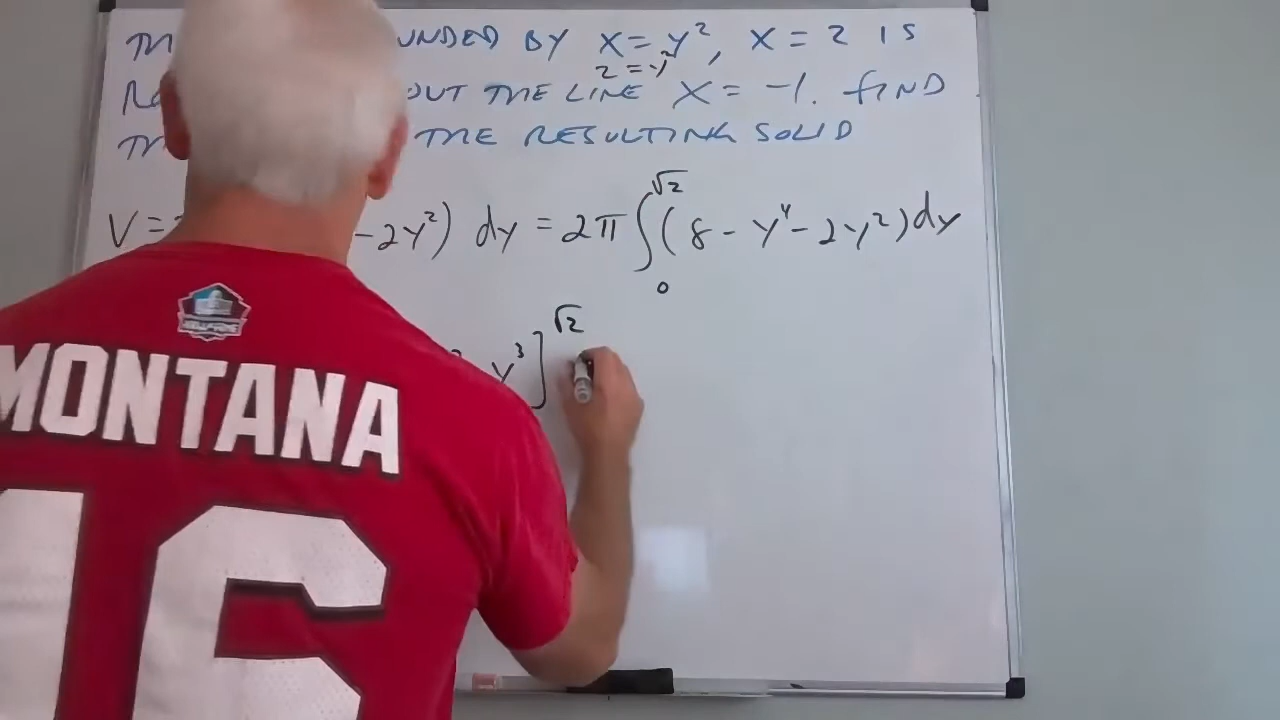 UNDED BY X = y², X = 2 IS
2 = y²
OUT THE LINE X = -1. FIND
THE RESULTING SOLID
V = - 2y²) dy = 2π ∫₀^√2 (8 - y⁴ - 2y²) dy
y³ ]^√2
MONTANA
16